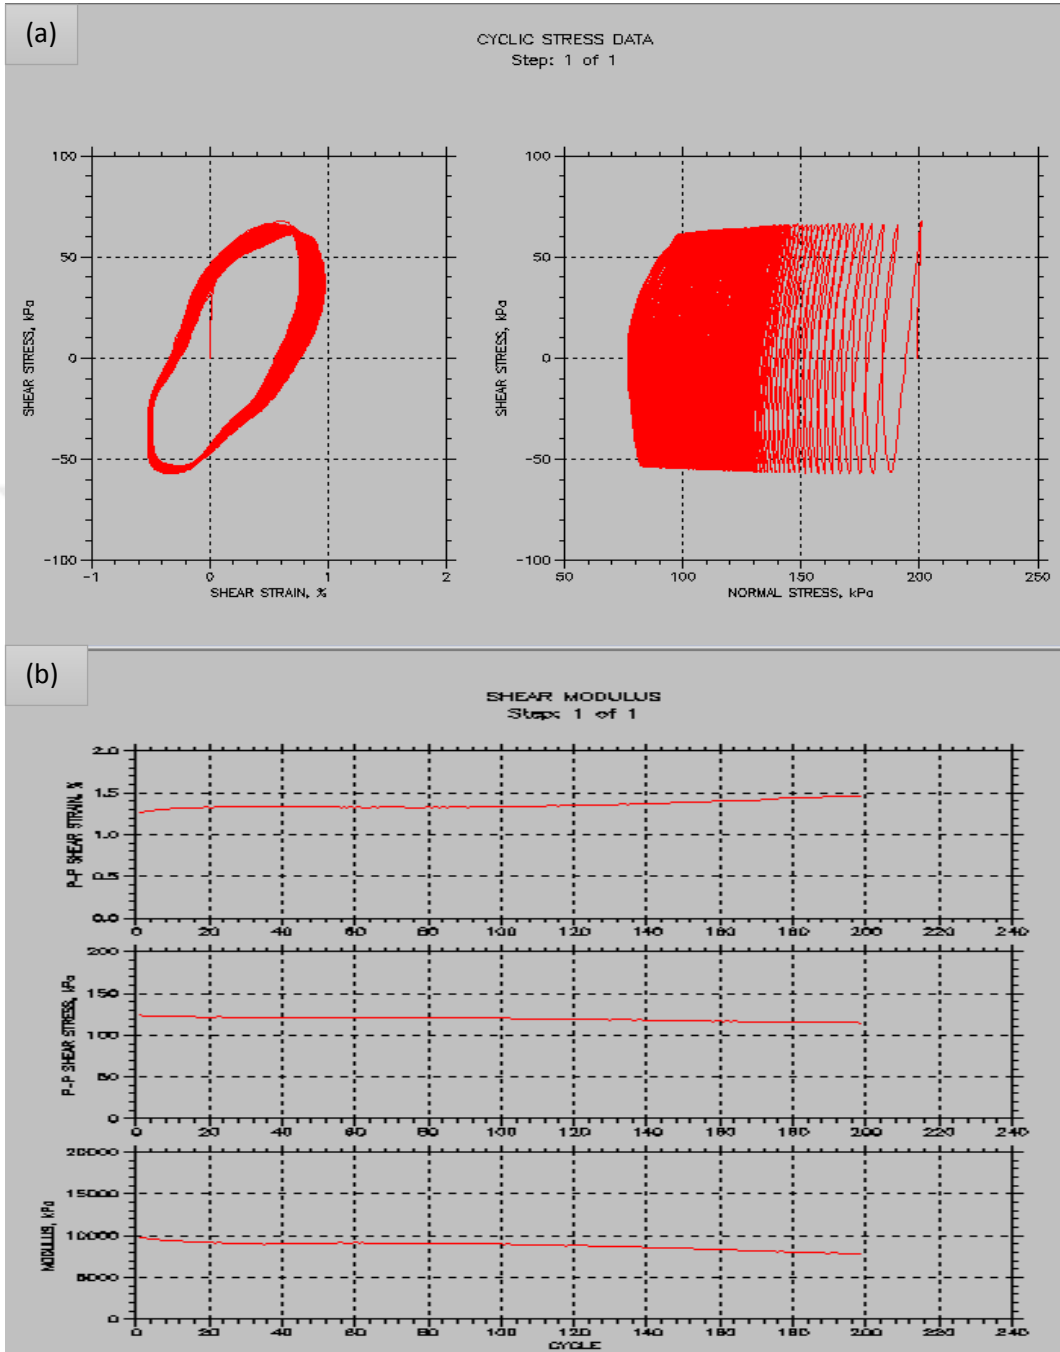 (a)
CYCLIC STRESS DATA
Step: 1 of 1
100
50
0
-50
-100
SHEAR STRESS, kPa
-1 0 1 2
SHEAR STRAIN, %
100
50
0
-50
-100
SHEAR STRESS, kPa
50 100 150 200 250
NORMAL STRESS, kPa
(b)
SHEAR MODULUS
Step: 1 of 1
2.0
1.5
1.0
0.5
0.0
P-P SHEAR STRAIN, %
0 20 40 60 80 100 120 140 160 180 200 220 240
200
150
100
50
0
P-P SHEAR STRESS, kPa
0 20 40 60 80 100 120 140 160 180 200 220 240
20000
15000
10000
5000
0
MODULUS, kPa
0 20 40 60 80 100 120 140 160 180 200 220 240
CYCLE